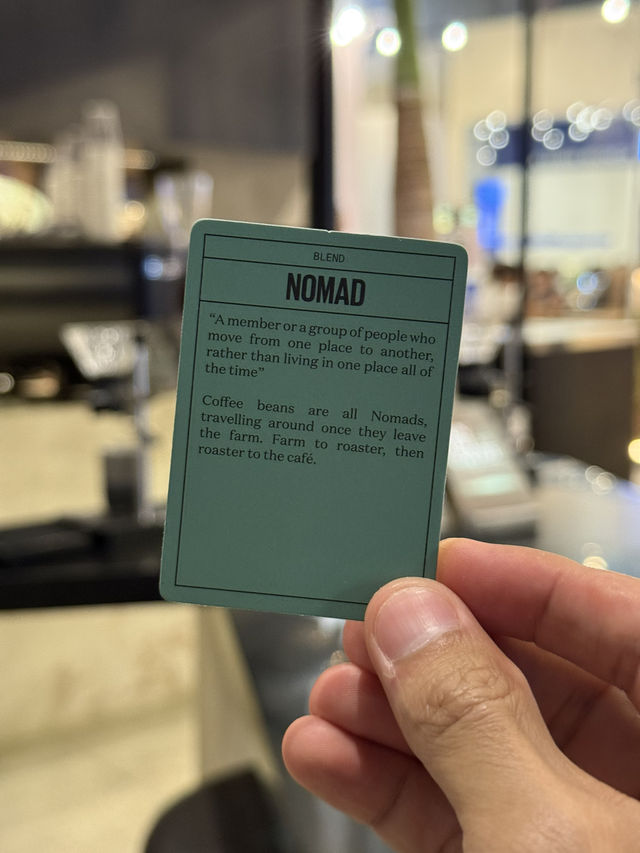 BLEND
NOMAD
“A member or a group of people who
move from one place to another,
rather than living in one place all of
the time”
Coffee beans are all Nomads,
travelling around once they leave
the farm. Farm to roaster, then
roaster to the café.